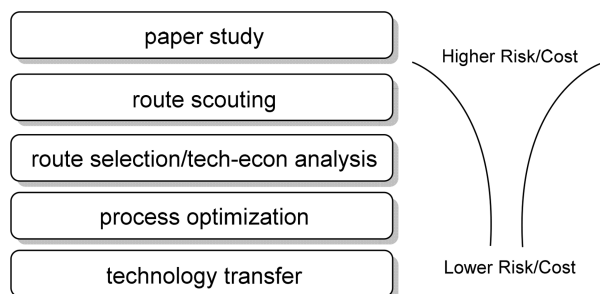 paper study
Higher Risk/Cost
route scouting
route selection/tech-econ analysis
process optimization
technology transfer
Lower Risk/Cost